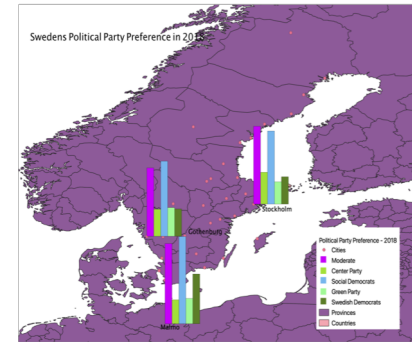 Swedens Political Party Preference in 2018
Stockholm
Gothenburg
Malmo
Political Party Preference - 2018
Cities
Moderate
Center Party
Social Democrats
Green Party
Swedish Democrats
Provinces
Countries